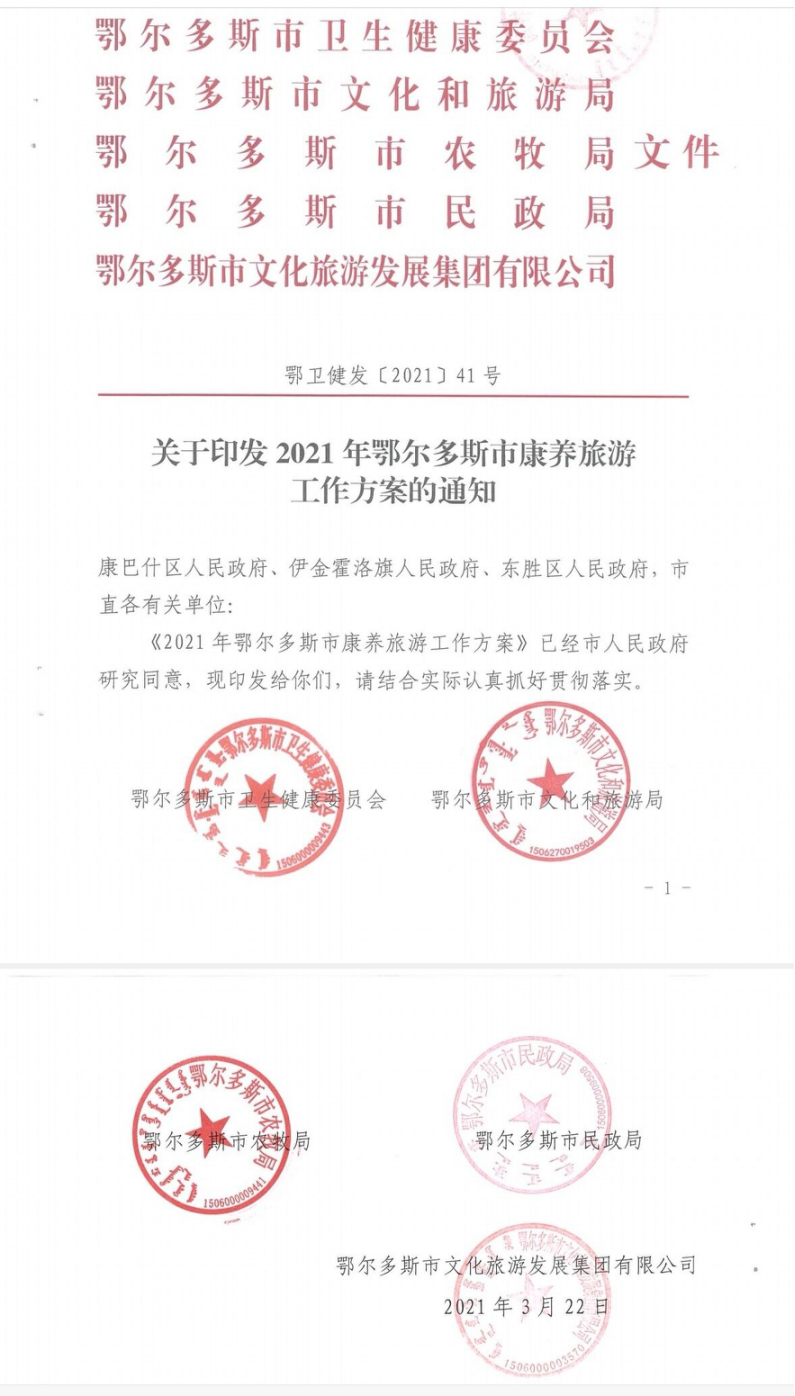 鄂尔多斯市卫生健康委员会
鄂尔多斯市文化和旅游局
鄂尔多斯市农牧局文件
鄂尔多斯市民政局
鄂尔多斯市文化旅游发展集团有限公司
鄂卫健发〔2021〕41号
关于印发2021年鄂尔多斯市康养旅游
工作方案的通知
康巴什区人民政府、伊金霍洛旗人民政府、东胜区人民政府，市
直各有关单位：
《2021年鄂尔多斯市康养旅游工作方案》已经市人民政府
研究同意，现印发给你们，请结合实际认真抓好贯彻落实。
鄂尔多斯市卫生健康委员会
1506000009443
鄂尔多斯市卫生健康委员会 鄂尔多斯市文化和旅游局
鄂尔多斯市文化和旅游局
1506270019503
- 1 -
鄂尔多斯市农牧局
1506000009441
鄂尔多斯市农牧局 鄂尔多斯市民政局
鄂尔多斯市民政局
鄂尔多斯市文化旅游发展集团有限公司
2021年3月22日
1506000003570